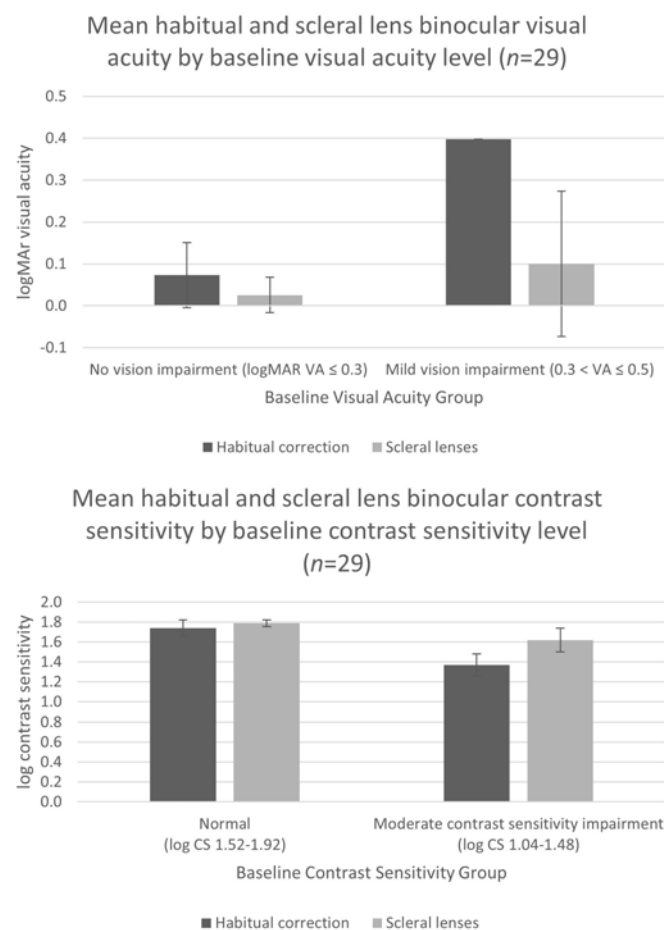 Mean habitual and scleral lens binocular visual
acuity by baseline visual acuity level (n=29)
logMAr visual acuity
0.5
0.4
0.3
0.2
0.1
0.0
-0.1
No vision impairment (logMAR VA ≤ 0.3) Mild vision impairment (0.3 < VA ≤ 0.5)
Baseline Visual Acuity Group
Habitual correction Scleral lenses
Mean habitual and scleral lens binocular contrast
sensitivity by baseline contrast sensitivity level
(n=29)
log contrast sensitivity
2.0
1.8
1.6
1.4
1.2
1.0
0.8
0.6
0.4
0.2
0.0
Normal Moderate contrast sensitivity impairment
(log CS 1.52-1.92) (log CS 1.04-1.48)
Baseline Contrast Sensitivity Group
Habitual correction Scleral lenses